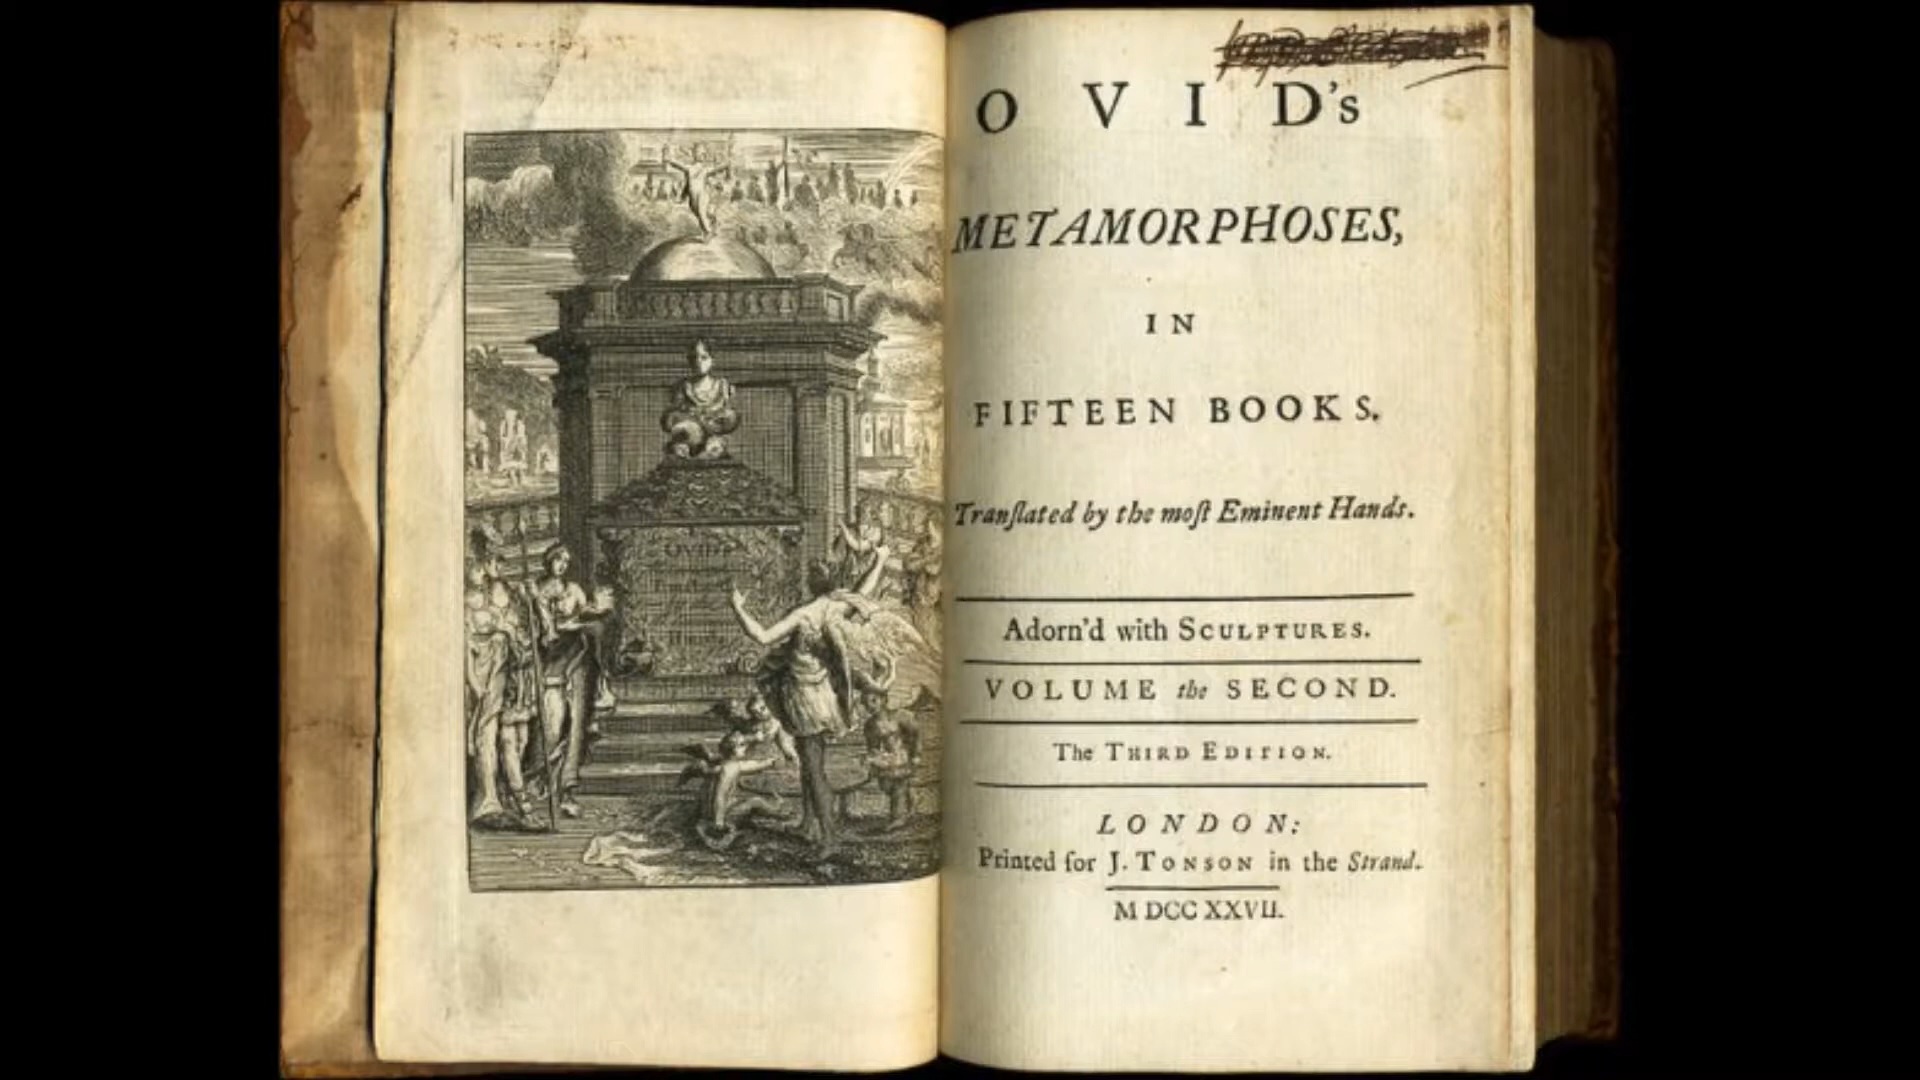 OVID's
METAMORPHOSES,
IN
FIFTEEN BOOKS.
Tranſlated by the moſt Eminent Hands.
Adorn'd with SCULPTURES.
VOLUME the SECOND.
The THIRD EDITION.
LONDON:
Printed for J. TONSON in the Strand.
M DCC XXVII.
OVID's